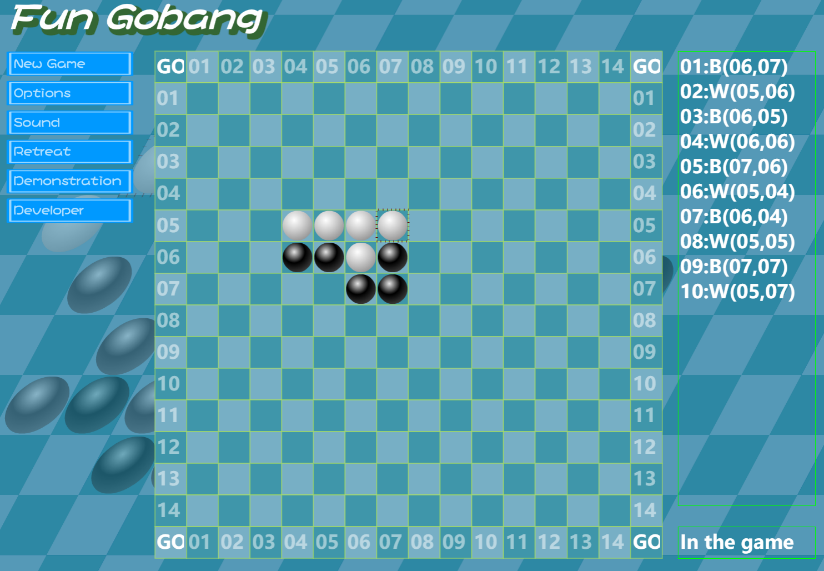 Fun Gobang
New Game
Options
Sound
Retreat
Demonstration
Developer
GO 01 02 03 04 05 06 07 08 09 10 11 12 13 14 GO
01 01
02 02
03 03
04 04
05 05
06 06
07 07
08 08
09 09
10 10
11 11
12 12
13 13
14 14
GO 01 02 03 04 05 06 07 08 09 10 11 12 13 14 GO
01:B(06,07)
02:W(05,06)
03:B(06,05)
04:W(06,06)
05:B(07,06)
06:W(05,04)
07:B(06,04)
08:W(05,05)
09:B(07,07)
10:W(05,07)
In the game